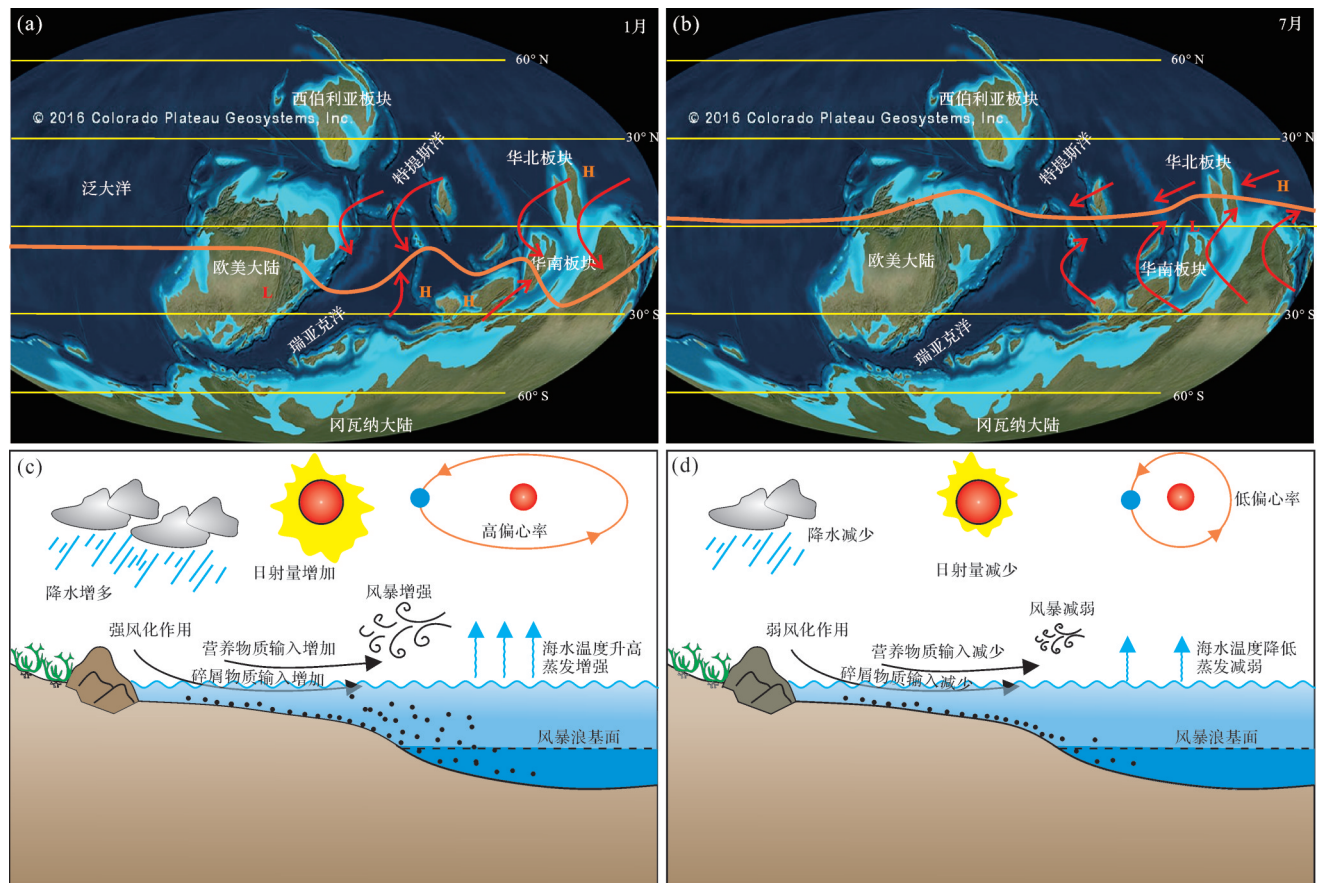 (a)
1月
60° N
西伯利亚板块
© 2016 Colorado Plateau Geosystems, Inc.
30° N
特提斯洋
华北板块
H
泛大洋
欧美大陆
华南板块
L
H
H
瑞亚克洋
30° S
60° S
冈瓦纳大陆
(b)
7月
60° N
西伯利亚板块
© 2016 Colorado Plateau Geosystems, Inc.
30° N
特提斯洋
华北板块
H
泛大洋
L
欧美大陆
华南板块
30° S
瑞亚克洋
60° S
冈瓦纳大陆
(c)
高偏心率
日射量增加
降水增多
风暴增强
强风化作用
营养物质输入增加
海水温度升高
蒸发增强
碎屑物质输入增加
风暴浪基面
(d)
低偏心率
降水减少
日射量减少
风暴减弱
弱风化作用
营养物质输入减少
海水温度降低
蒸发减弱
碎屑物质输入减少
风暴浪基面